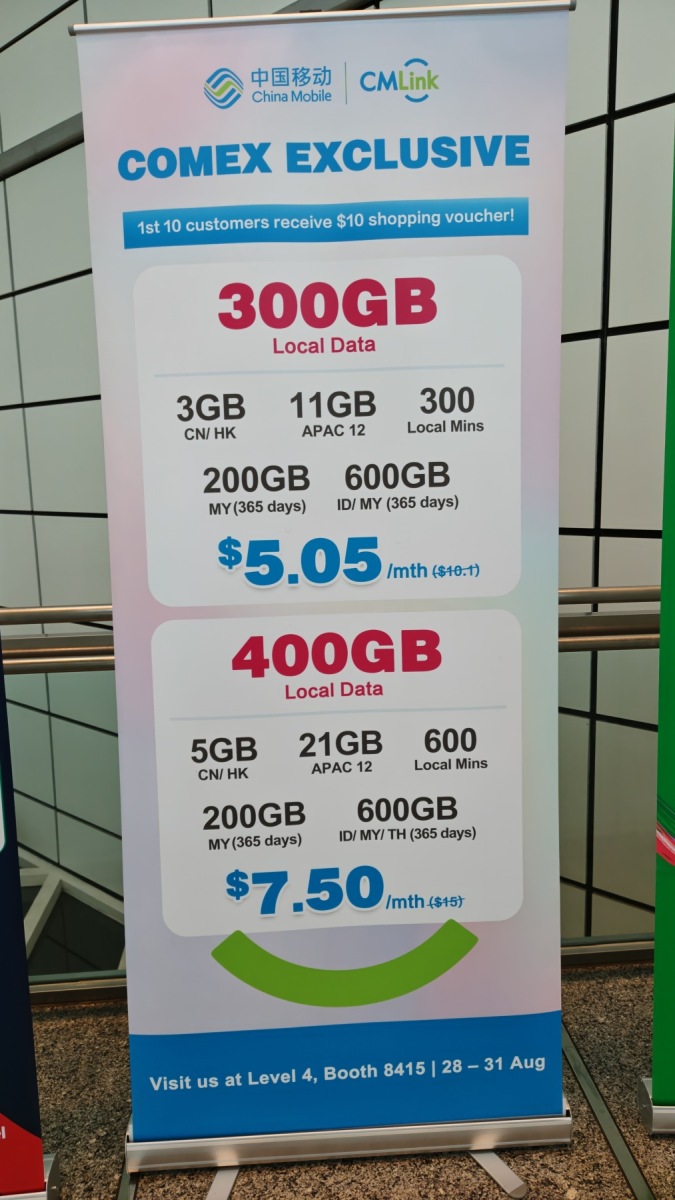 中国移动
China Mobile
CMLink
COMEX EXCLUSIVE
1st 10 customers receive $10 shopping voucher!
300GB
Local Data
3GB 11GB 300
CN/ HK APAC 12 Local Mins
200GB 600GB
MY (365 days) ID/ MY (365 days)
$5.05 /mth ($10.1)
400GB
Local Data
5GB 21GB 600
CN/ HK APAC 12 Local Mins
200GB 600GB
MY (365 days) ID/ MY/ TH (365 days)
$7.50 /mth ($15)
Visit us at Level 4, Booth 8415 | 28 – 31 Aug